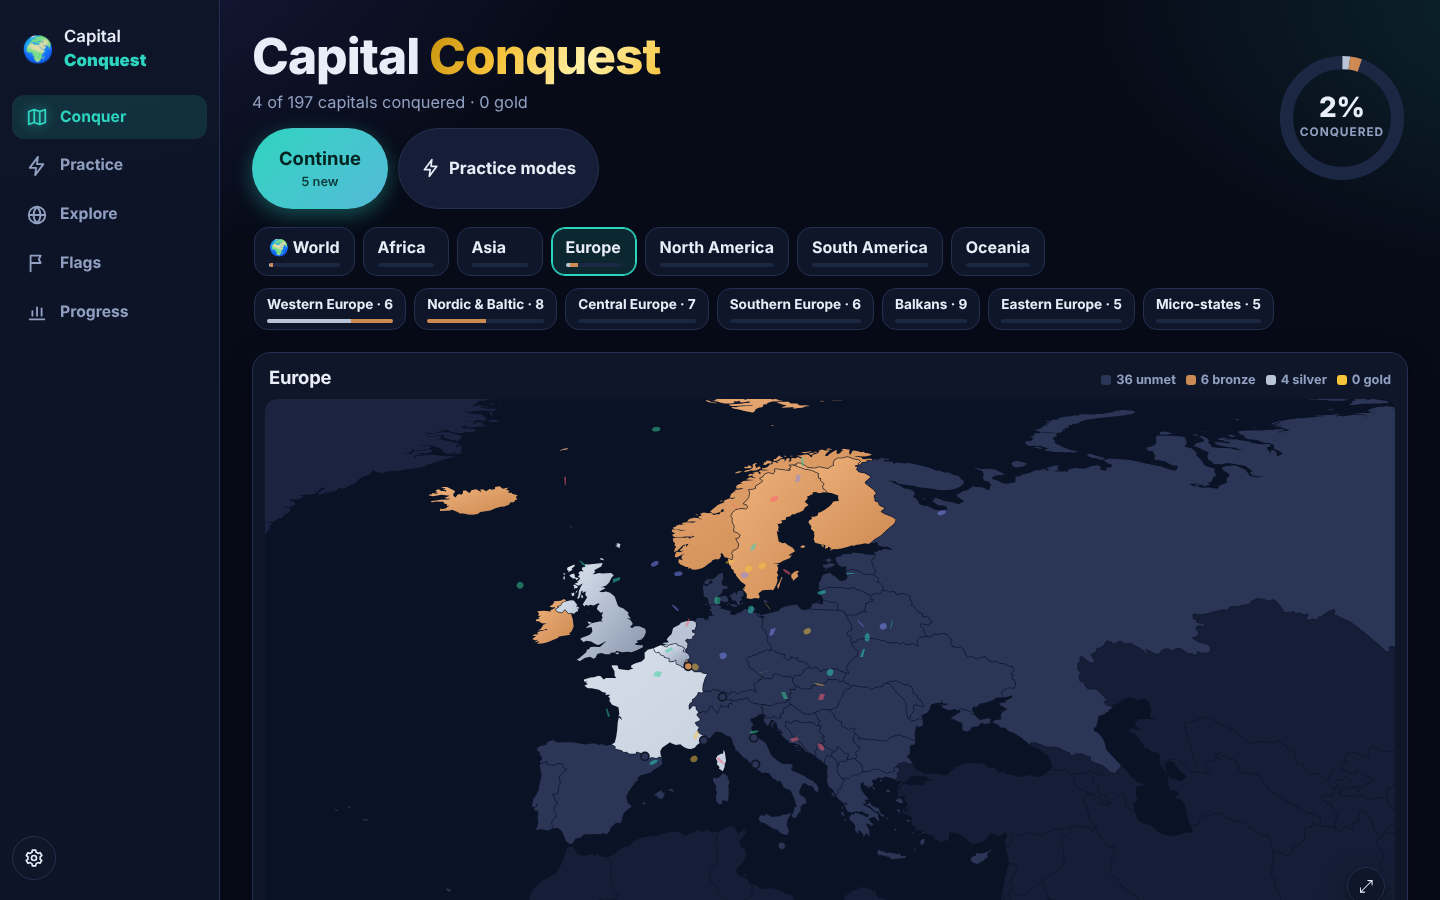 Capital
Conquest
Conquer
Practice
Explore
Flags
Progress
Capital Conquest
4 of 197 capitals conquered · 0 gold
Continue
5 new
Practice modes
2%
CONQUERED
World
Africa
Asia
Europe
North America
South America
Oceania
Western Europe · 6
Nordic & Baltic · 8
Central Europe · 7
Southern Europe · 6
Balkans · 9
Eastern Europe · 5
Micro-states · 5
Europe
36 unmet
6 bronze
4 silver
0 gold